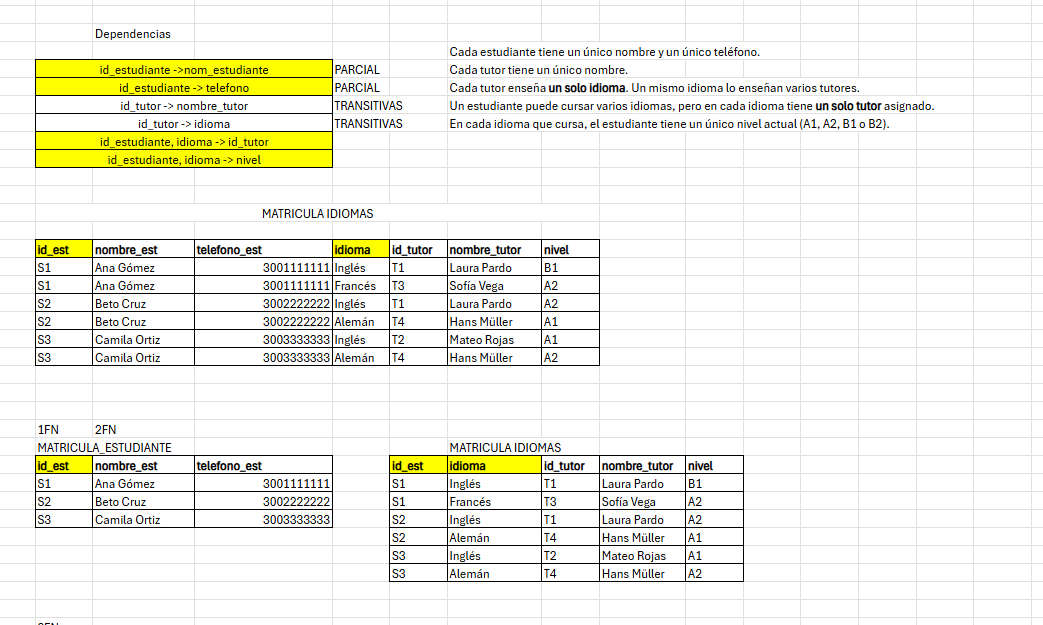 Dependencias
Cada estudiante tiene un único nombre y un único teléfono.
id_estudiante ->nom_estudiante PARCIAL Cada tutor tiene un único nombre.
id_estudiante -> telefono PARCIAL Cada tutor enseña un solo idioma. Un mismo idioma lo enseñan varios tutores.
id_tutor -> nombre_tutor TRANSITIVAS Un estudiante puede cursar varios idiomas, pero en cada idioma tiene un solo tutor asignado.
id_tutor -> idioma TRANSITIVAS En cada idioma que cursa, el estudiante tiene un único nivel actual (A1, A2, B1 o B2).
id_estudiante, idioma -> id_tutor
id_estudiante, idioma -> nivel
MATRICULA IDIOMAS
id_est nombre_est telefono_est idioma id_tutor nombre_tutor nivel
S1 Ana Gómez 3001111111 Inglés T1 Laura Pardo B1
S1 Ana Gómez 3001111111 Francés T3 Sofía Vega A2
S2 Beto Cruz 3002222222 Inglés T1 Laura Pardo A2
S2 Beto Cruz 3002222222 Alemán T4 Hans Müller A1
S3 Camila Ortiz 3003333333 Inglés T2 Mateo Rojas A1
S3 Camila Ortiz 3003333333 Alemán T4 Hans Müller A2
1FN 2FN
MATRICULA_ESTUDIANTE MATRICULA IDIOMAS
id_est nombre_est telefono_est id_est idioma id_tutor nombre_tutor nivel
S1 Ana Gómez 3001111111 S1 Inglés T1 Laura Pardo B1
S2 Beto Cruz 3002222222 S1 Francés T3 Sofía Vega A2
S3 Camila Ortiz 3003333333 S2 Inglés T1 Laura Pardo A2
S2 Alemán T4 Hans Müller A1
S3 Inglés T2 Mateo Rojas A1
S3 Alemán T4 Hans Müller A2